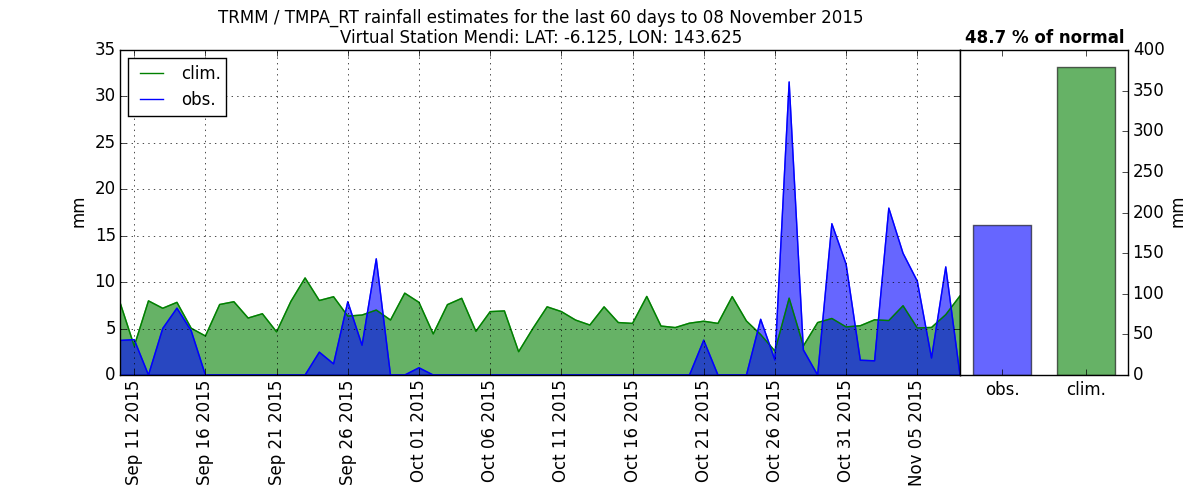 TRMM / TMPA_RT rainfall estimates for the last 60 days to 08 November 2015
Virtual Station Mendi: LAT: -6.125, LON: 143.625
48.7 % of normal
clim.
obs.
35
30
25
20
15
10
5
0
mm
Sep 11 2015
Sep 16 2015
Sep 21 2015
Sep 26 2015
Oct 01 2015
Oct 06 2015
Oct 11 2015
Oct 16 2015
Oct 21 2015
Oct 26 2015
Oct 31 2015
Nov 05 2015
obs.
clim.
400
350
300
250
200
150
100
50
0
mm